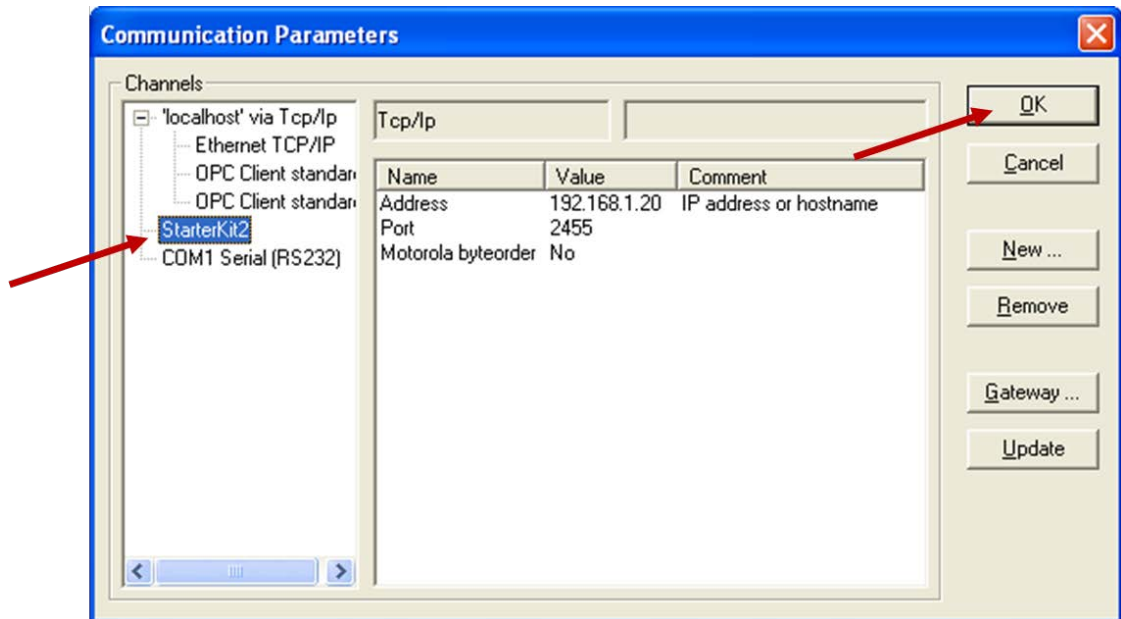 Communication Parameters
Channels
'localhost' via Tcp/Ip
Ethernet TCP/IP
OPC Client standar
OPC Client standar
StarterKit2
COM1 Serial (RS232)
Tcp/Ip
Name Value Comment
Address 192.168.1.20 IP address or hostname
Port 2455
Motorola byteorder No
OK
Cancel
New ...
Remove
Gateway ...
Update